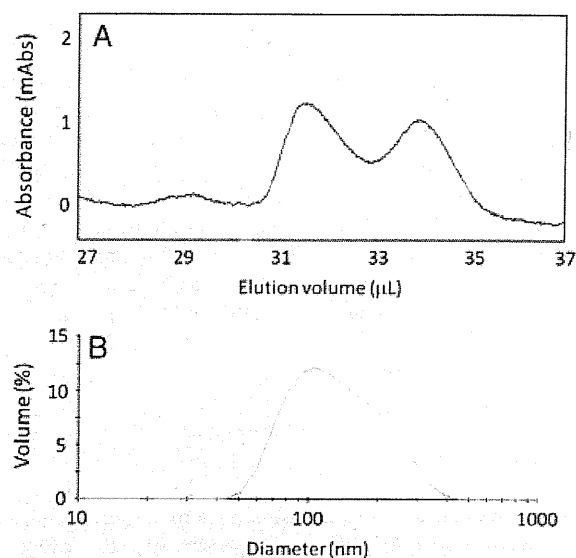 A
Absorbance (mAbs)
2
1
0
27 29 31 33 35 37
Elution volume (μL)
B
Volume (%)
15
10
5
0
10 100 1000
Diameter (nm)